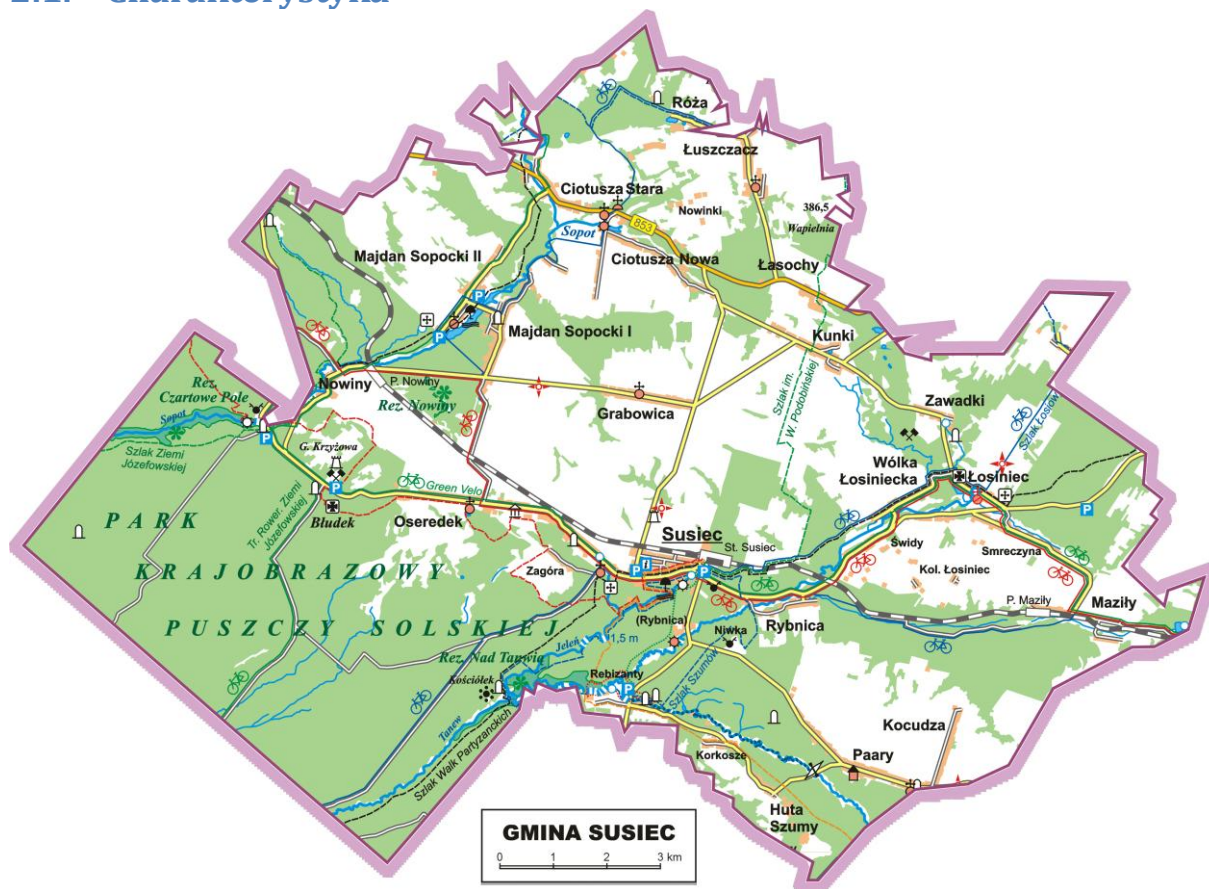 Róża
Łuszczacz
Ciotusza Stara
Nowinki
386,5
Wapielnia
853
Sopot
Majdan Sopocki II
Ciotusza Nowa
Łasochy
P
Majdan Sopocki I
P
Kunki
Szlak im.
W. Podobińskiej
Nowiny
P. Nowiny
Rez.
Czartowe Pole
Rez. Nowiny
Grabowica
Zawadki
Szlak Łosiów
Sopot
P
Szlak Ziemi
Józefowskiej
G. Krzyżowa
Wólka
Łosiniecka
Łosiniec
P
Green Velo
P
Błudek
Oseredek
Tr. Rower. Ziemi
Józefowskiej
PARK
KRAJOBRAZOWY
PUSZCZY SOLSKIEJ
Susiec
St. Susiec
Świdy
Smreczyna
Zagóra
P
i
P
Kol. Łosiniec
P. Maziły
Maziły
(Rybnica)
Rybnica
Jeleń
1,5 m
Niwka
Rez. Nad Tanwią
Kościółek
Rebizanty
P
Szlak Szumów
Tanew
Szlak Walk Partyzanckich
Kocudza
Korkosze
Paary
Huta
Szumy
GMINA SUSIEC
0 1 2 3 km